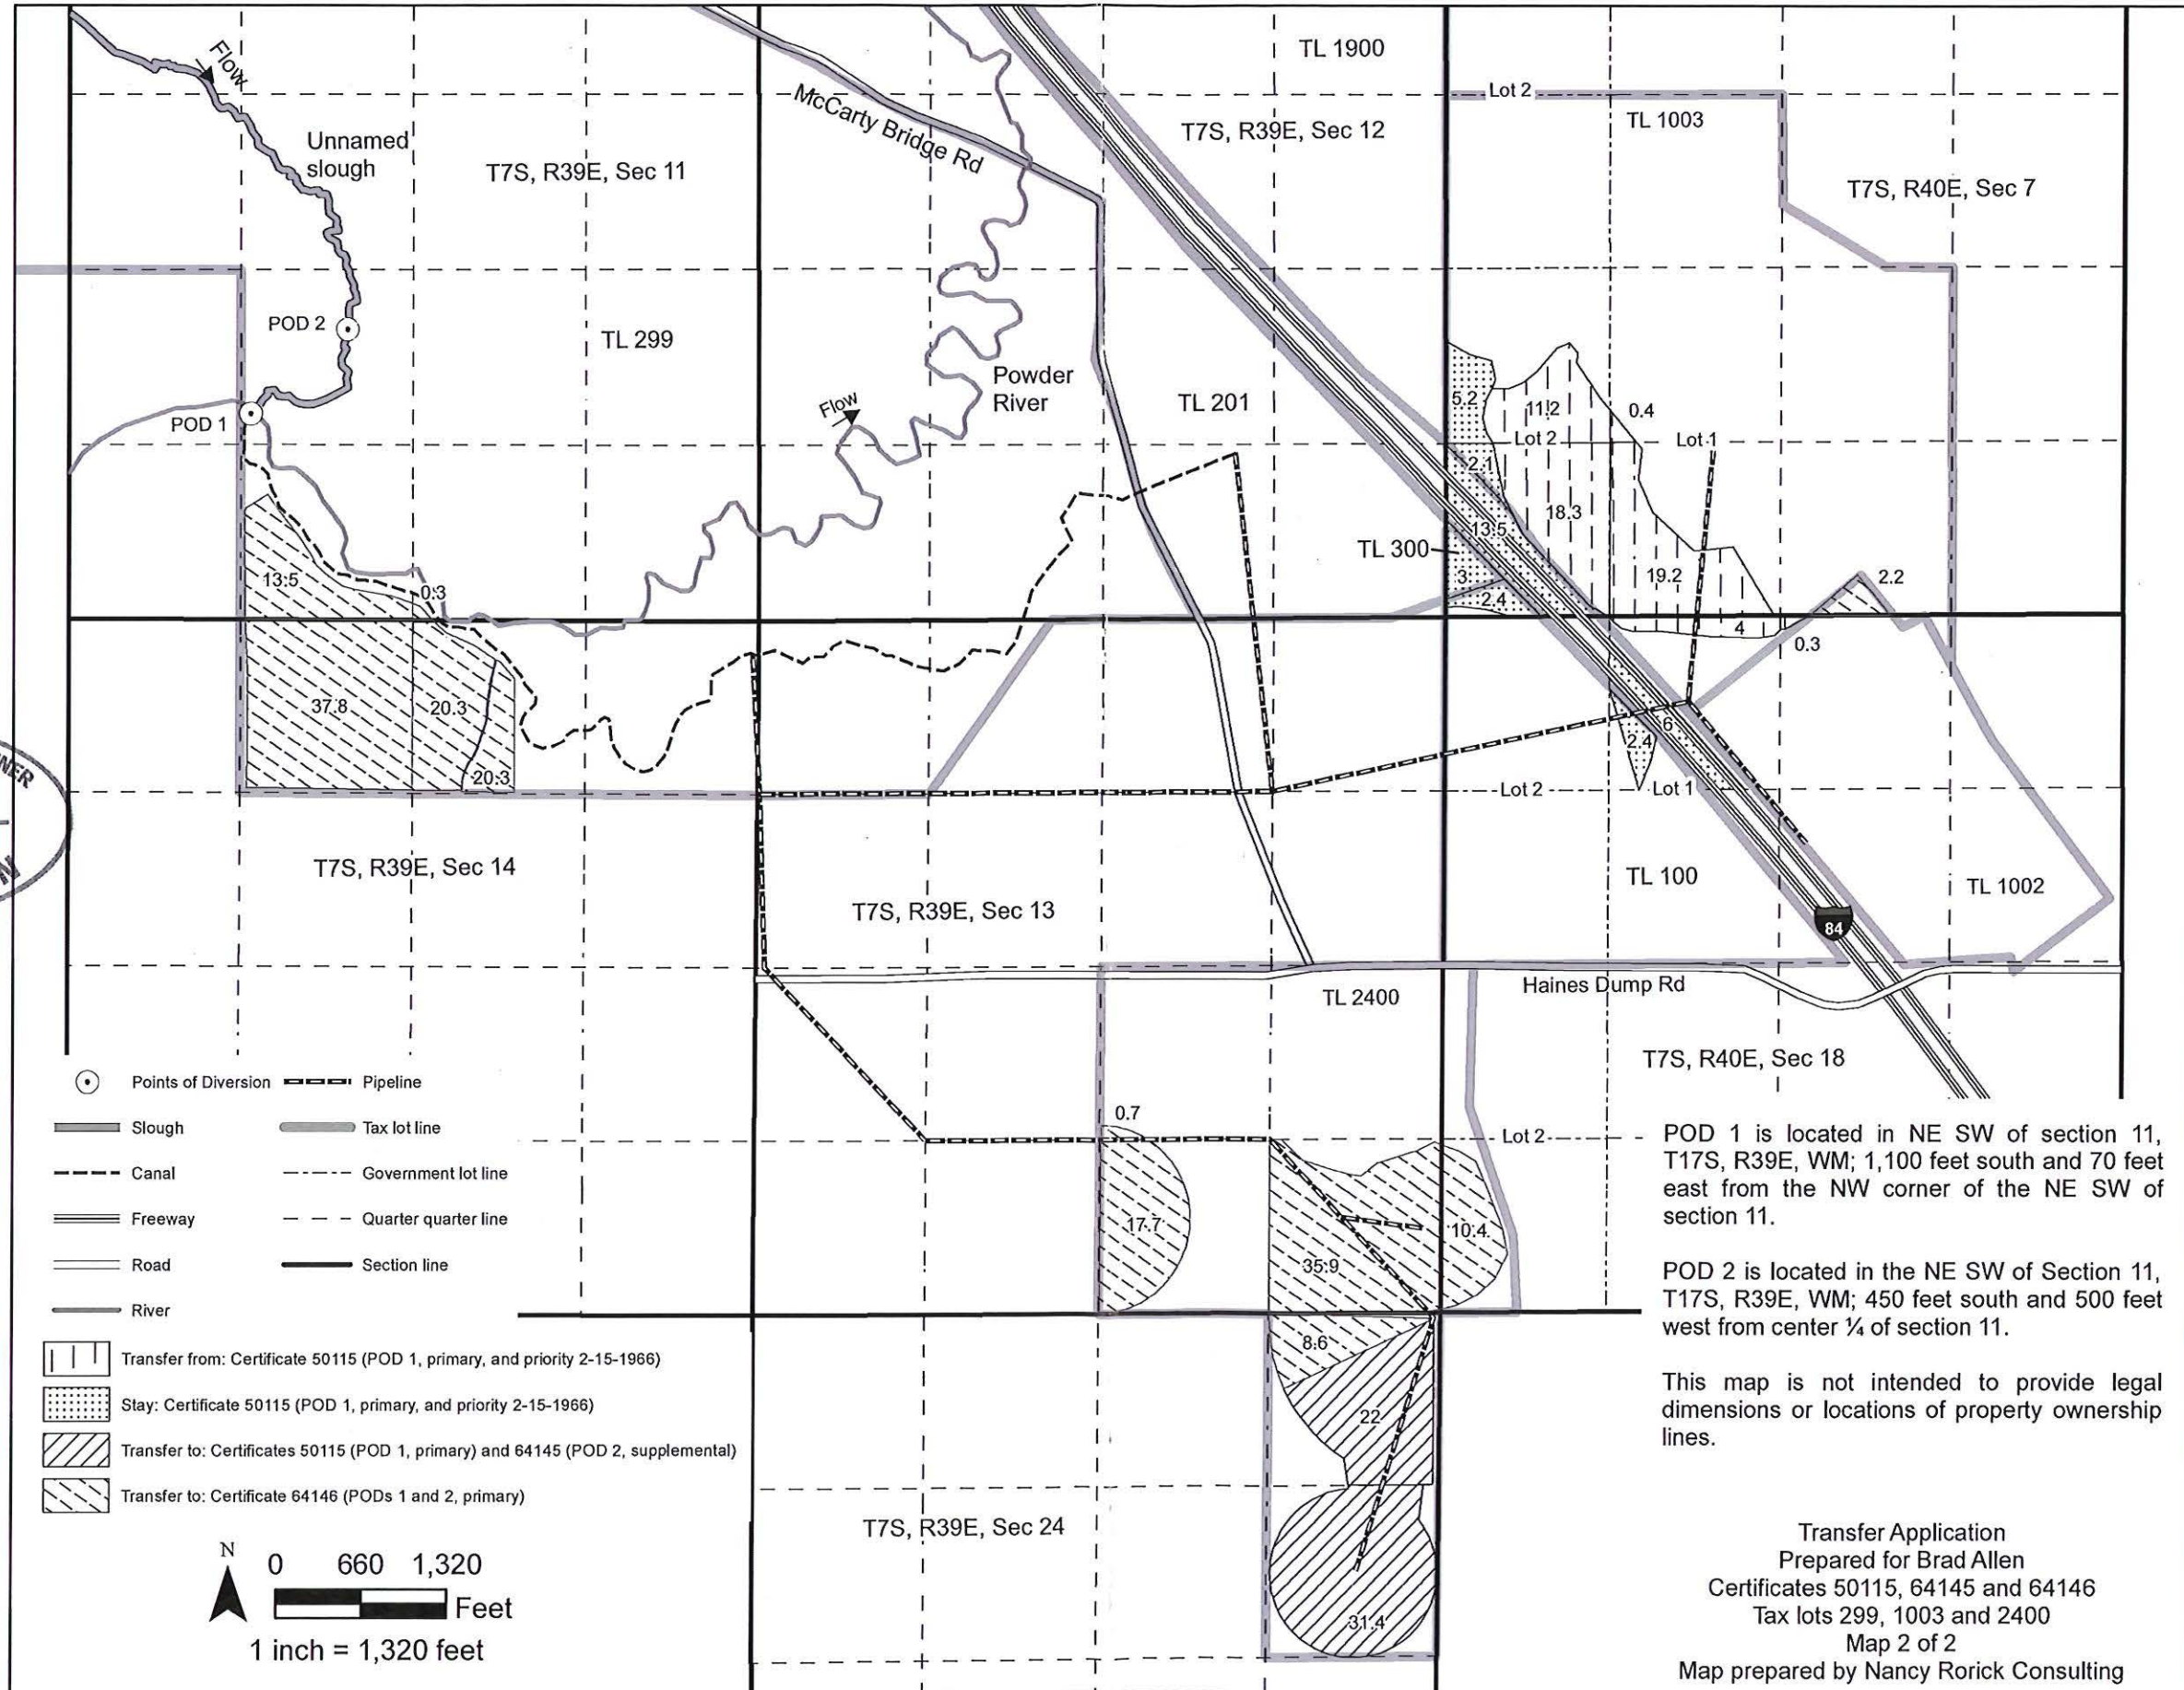 TL 1900
Flow
Lot 2
McCarty Bridge Rd
TL 1003
T7S, R39E, Sec 12
Unnamed
slough
T7S, R39E, Sec 11
T7S, R40E, Sec 7
POD 2
TL 299
Powder
River
POD 1
Flow
TL 201
5.2
11.2
0.4
Lot 2
Lot 1
2.1
18.3
13.5
TL 300
3
2.4
19.2
4
2.2
0.3
13.5
0.3
37.8
20.3
20.3
6
2.4
Lot 2
Lot 1
NER
T7S, R39E, Sec 14
T7S, R39E, Sec 13
TL 100
TL 1002
84
Haines Dump Rd
TL 2400
T7S, R40E, Sec 18
0.7
Lot 2
17.7
10.4
35.9
8.6
22
31.4
T7S, R39E, Sec 24
Points of Diversion
Pipeline
Slough
Tax lot line
Canal
Government lot line
Freeway
Quarter quarter line
Road
Section line
River
Transfer from: Certificate 50115 (POD 1, primary, and priority 2-15-1966)
Stay: Certificate 50115 (POD 1, primary, and priority 2-15-1966)
Transfer to: Certificates 50115 (POD 1, primary) and 64145 (POD 2, supplemental)
Transfer to: Certificate 64146 (PODs 1 and 2, primary)
N
0 660 1,320
Feet
1 inch = 1,320 feet
POD 1 is located in NE SW of section 11,
T17S, R39E, WM; 1,100 feet south and 70 feet
east from the NW corner of the NE SW of
section 11.
POD 2 is located in the NE SW of Section 11,
T17S, R39E, WM; 450 feet south and 500 feet
west from center ¼ of section 11.
This map is not intended to provide legal
dimensions or locations of property ownership
lines.
Transfer Application
Prepared for Brad Allen
Certificates 50115, 64145 and 64146
Tax lots 299, 1003 and 2400
Map 2 of 2
Map prepared by Nancy Rorick Consulting